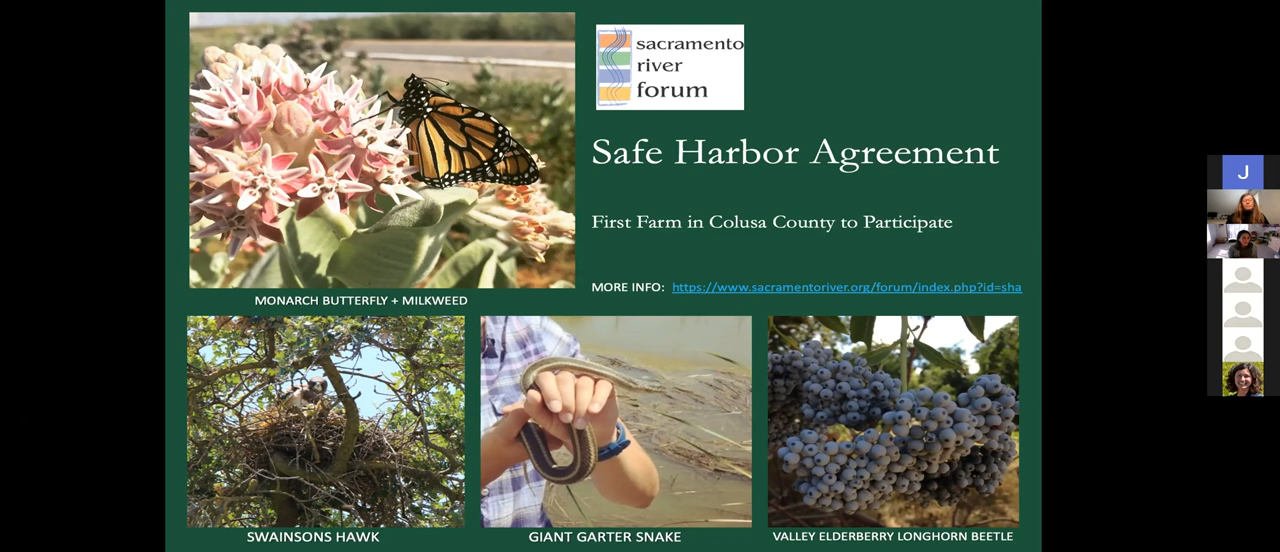 sacramento
river
forum
Safe Harbor Agreement
First Farm in Colusa County to Participate
MORE INFO: https://www.sacramentoriver.org/forum/index.php?id=sha
MONARCH BUTTERFLY + MILKWEED
SWAINSONS HAWK
GIANT GARTER SNAKE
VALLEY ELDERBERRY LONGHORN BEETLE
J